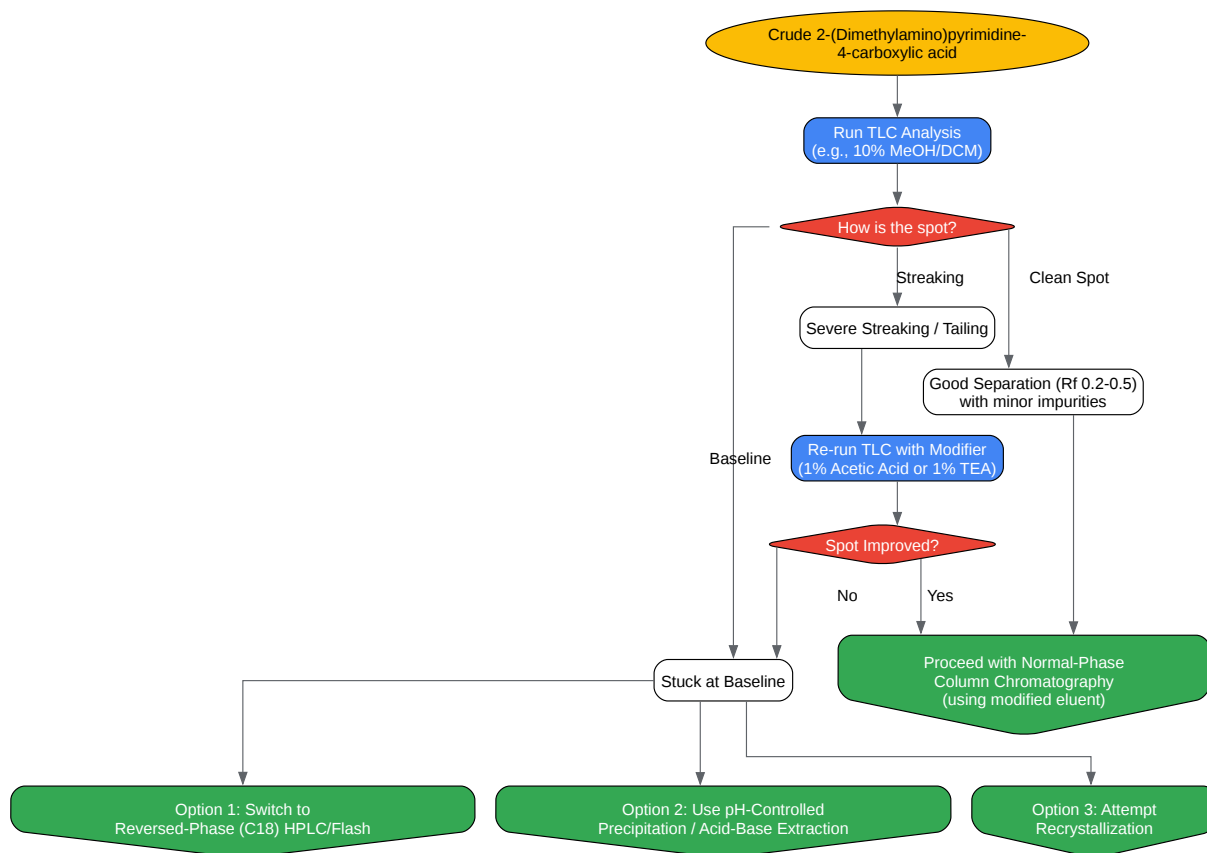 Crude 2-(Dimethylamino)pyrimidine-
4-carboxylic acid
Run TLC Analysis
(e.g., 10% MeOH/DCM)
How is the spot?
Streaking
Clean Spot
Severe Streaking / Tailing
Good Separation (Rf 0.2-0.5)
with minor impurities
Baseline
Re-run TLC with Modifier
(1% Acetic Acid or 1% TEA)
Spot Improved?
No
Yes
Stuck at Baseline
Proceed with Normal-Phase
Column Chromatography
(using modified eluent)
Option 1: Switch to
Reversed-Phase (C18) HPLC/Flash
Option 2: Use pH-Controlled
Precipitation / Acid-Base Extraction
Option 3: Attempt
Recrystallization